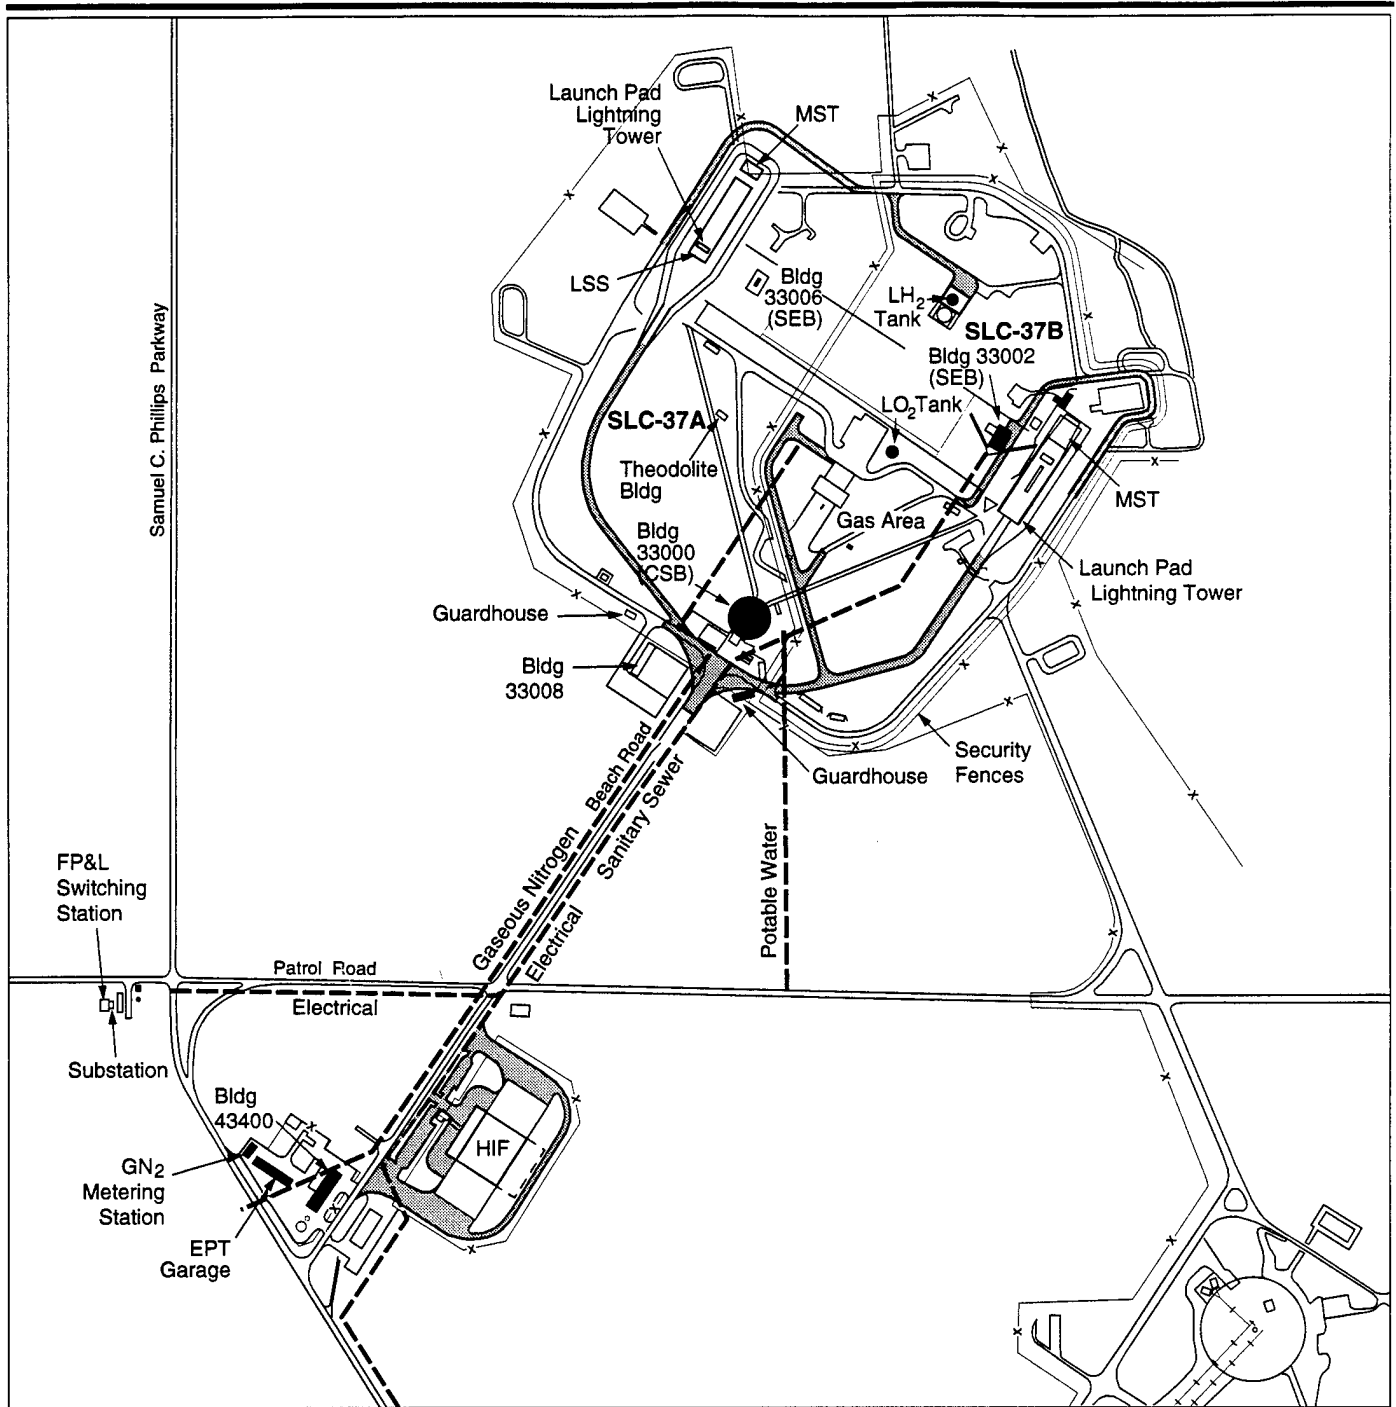 Launch Pad
Lightning
Tower
MST
LSS
Bldg
33006
(SEB)
LH2
Tank
SLC-37B
Bldg 33002
(SEB)
LO2Tank
SLC-37A
Theodolite
Bldg
MST
Gas Area
Bldg
33000
(CSB)
Launch Pad
Lightning Tower
Guardhouse
Bldg
33008
Samuel C. Phillips Parkway
Security
Fences
Guardhouse
Beach Road
Sanitary Sewer
Gaseous Nitrogen
Electrical
Potable Water
FP&L
Switching
Station
Patrol Road
Electrical
Substation
Bldg
43400
HIF
GN2
Metering
Station
EPT
Garage